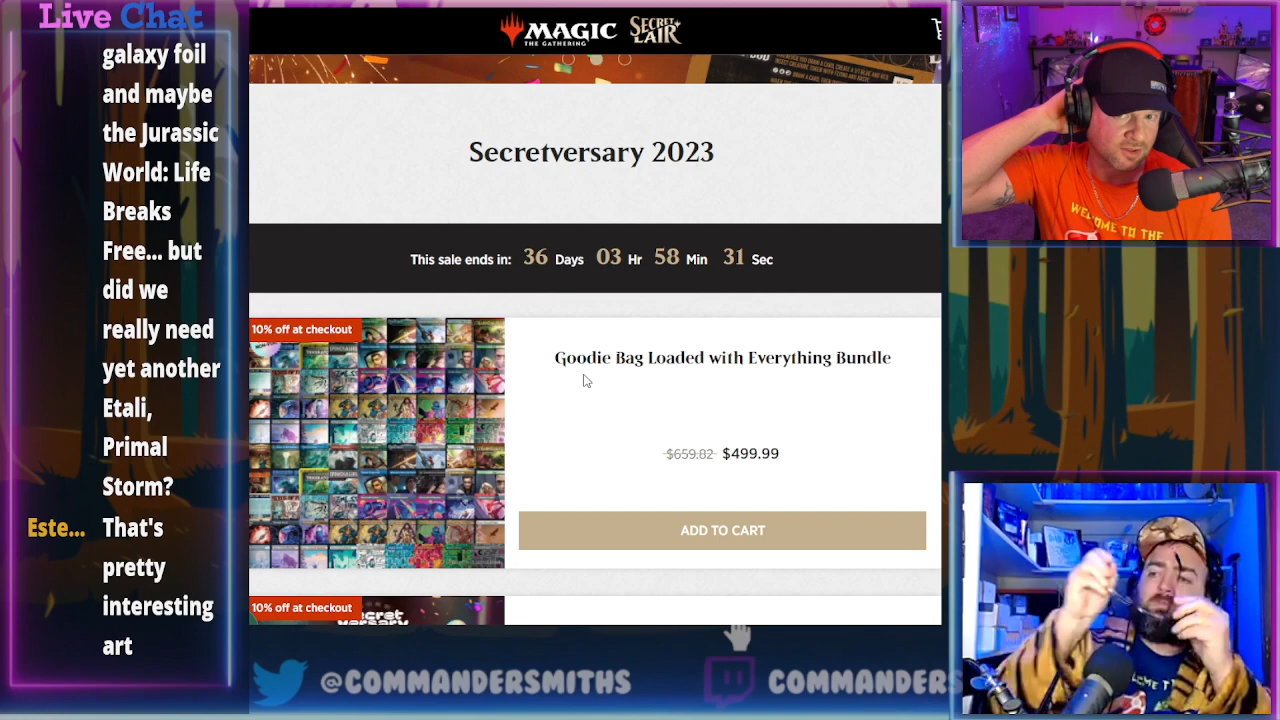 Live Chat
galaxy foil
and maybe
the Jurassic
World: Life
Breaks
Free... but
did we
really need
yet another
Etali,
Primal
Storm?
Este... That's
pretty
interesting
art
MAGIC
THE GATHERING
SECRET
LAIR
Secretversary 2023
This sale ends in: 36 Days 03 Hr 58 Min 31 Sec
10% off at checkout
Goodie Bag Loaded with Everything Bundle
$659.82 $499.99
ADD TO CART
10% off at checkout
@COMMANDERSMITHS
COMMANDERS
WELCOME TO THE